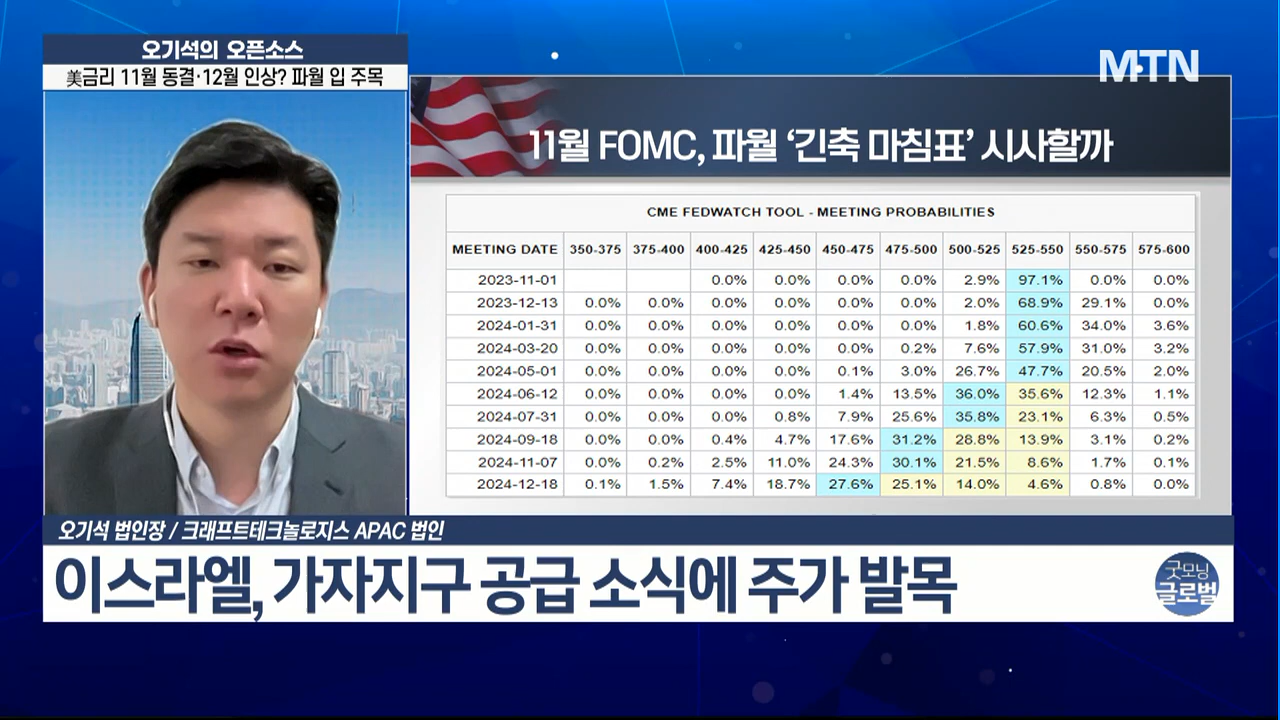 오기석의 오픈소스
美금리 11월 동결·12월 인상? 파월 입 주목
MTN
11월 FOMC, 파월 ‘긴축 마침표’ 시사할까
CME FEDWATCH TOOL - MEETING PROBABILITIES
MEETING DATE 350-375 375-400 400-425 425-450 450-475 475-500 500-525 525-550 550-575 575-600
2023-11-01 0.0% 0.0% 0.0% 0.0% 2.9% 97.1% 0.0% 0.0%
2023-12-13 0.0% 0.0% 0.0% 0.0% 0.0% 0.0% 2.0% 68.9% 29.1% 0.0%
2024-01-31 0.0% 0.0% 0.0% 0.0% 0.0% 0.0% 1.8% 60.6% 34.0% 3.6%
2024-03-20 0.0% 0.0% 0.0% 0.0% 0.0% 0.2% 7.6% 57.9% 31.0% 3.2%
2024-05-01 0.0% 0.0% 0.0% 0.0% 0.1% 3.0% 26.7% 47.7% 20.5% 2.0%
2024-06-12 0.0% 0.0% 0.0% 0.0% 1.4% 13.5% 36.0% 35.6% 12.3% 1.1%
2024-07-31 0.0% 0.0% 0.0% 0.8% 7.9% 25.6% 35.8% 23.1% 6.3% 0.5%
2024-09-18 0.0% 0.0% 0.4% 4.7% 17.6% 31.2% 28.8% 13.9% 3.1% 0.2%
2024-11-07 0.0% 0.2% 2.5% 11.0% 24.3% 30.1% 21.5% 8.6% 1.7% 0.1%
2024-12-18 0.1% 1.5% 7.4% 18.7% 27.6% 25.1% 14.0% 4.6% 0.8% 0.0%
오기석 법인장 / 크래프트테크놀로지스 APAC 법인
이스라엘, 가자지구 공급 소식에 주가 발목
굿모닝
글로벌